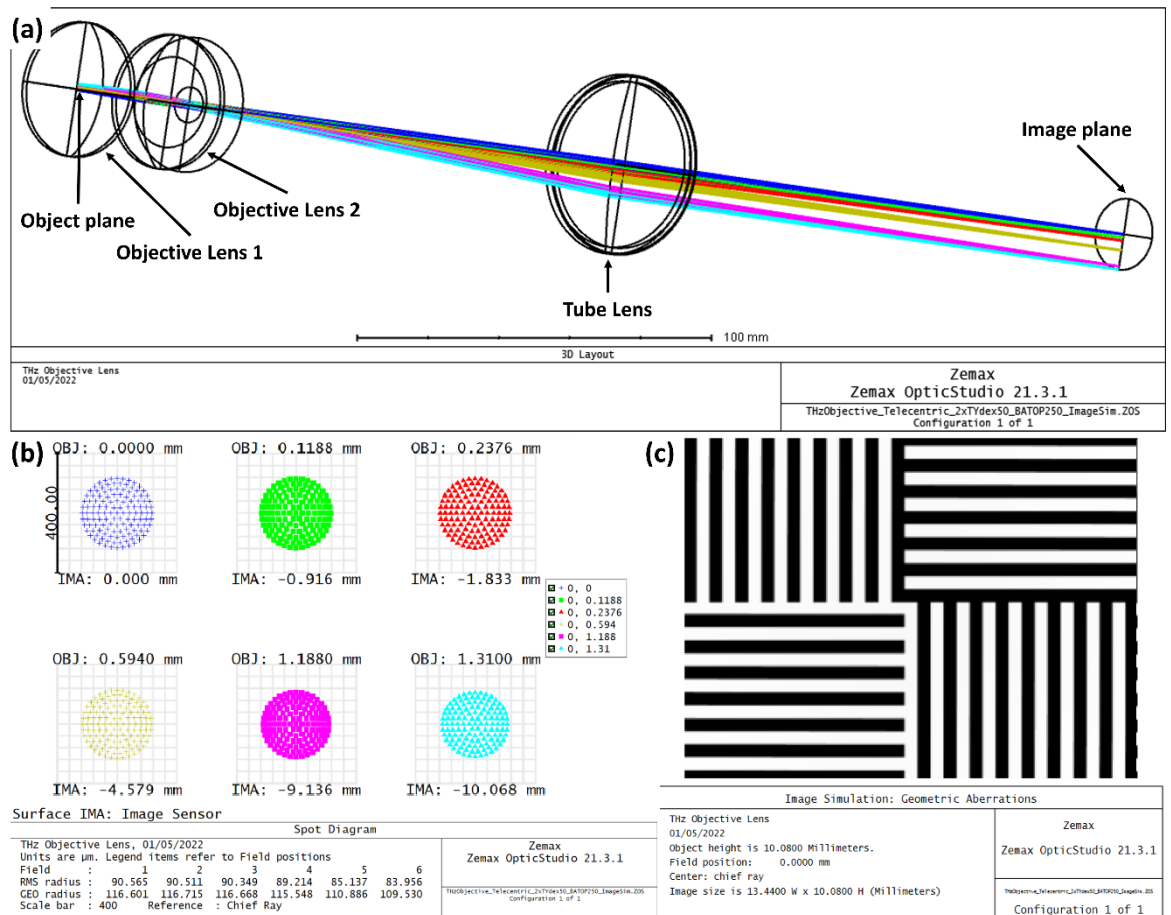 (a)
Object plane
Objective Lens 1
Objective Lens 2
Tube Lens
Image plane
100 mm
3D Layout
THz Objective Lens
01/05/2022
Zemax
Zemax OpticStudio 21.3.1
THzObjective_Telecentric_2xTYdex50_BATOP250_ImageSim.ZOS
Configuration 1 of 1
(b)
OBJ: 0.0000 mm
OBJ: 0.1188 mm
OBJ: 0.2376 mm
400.00
IMA: 0.000 mm
IMA: -0.916 mm
IMA: -1.833 mm
0, 0
0, 0.1188
0, 0.2376
0, 0.594
0, 1.188
0, 1.31
OBJ: 0.5940 mm
OBJ: 1.1880 mm
OBJ: 1.3100 mm
IMA: -4.579 mm
IMA: -9.136 mm
IMA: -10.068 mm
Surface IMA: Image Sensor
Spot Diagram
THz Objective Lens, 01/05/2022
Units are µm. Legend items refer to Field positions
Field : 1 2 3 4 5 6
RMS radius : 90.565 90.511 90.349 89.214 85.137 83.956
GEO radius : 116.601 116.715 116.668 115.548 110.886 109.530
Scale bar : 400 Reference : Chief Ray
Zemax
Zemax OpticStudio 21.3.1
THzObjective_Telecentric_2xTYdex50_BATOP250_ImageSim.ZOS
Configuration 1 of 1
(c)
Image Simulation: Geometric Aberrations
THz Objective Lens
01/05/2022
Object height is 10.0800 Millimeters.
Field position: 0.0000 mm
Center: chief ray
Image size is 13.4400 W x 10.0800 H (Millimeters)
Zemax
Zemax OpticStudio 21.3.1
THzObjective_Telecentric_2xTYdex50_BATOP250_ImageSim.ZOS
Configuration 1 of 1